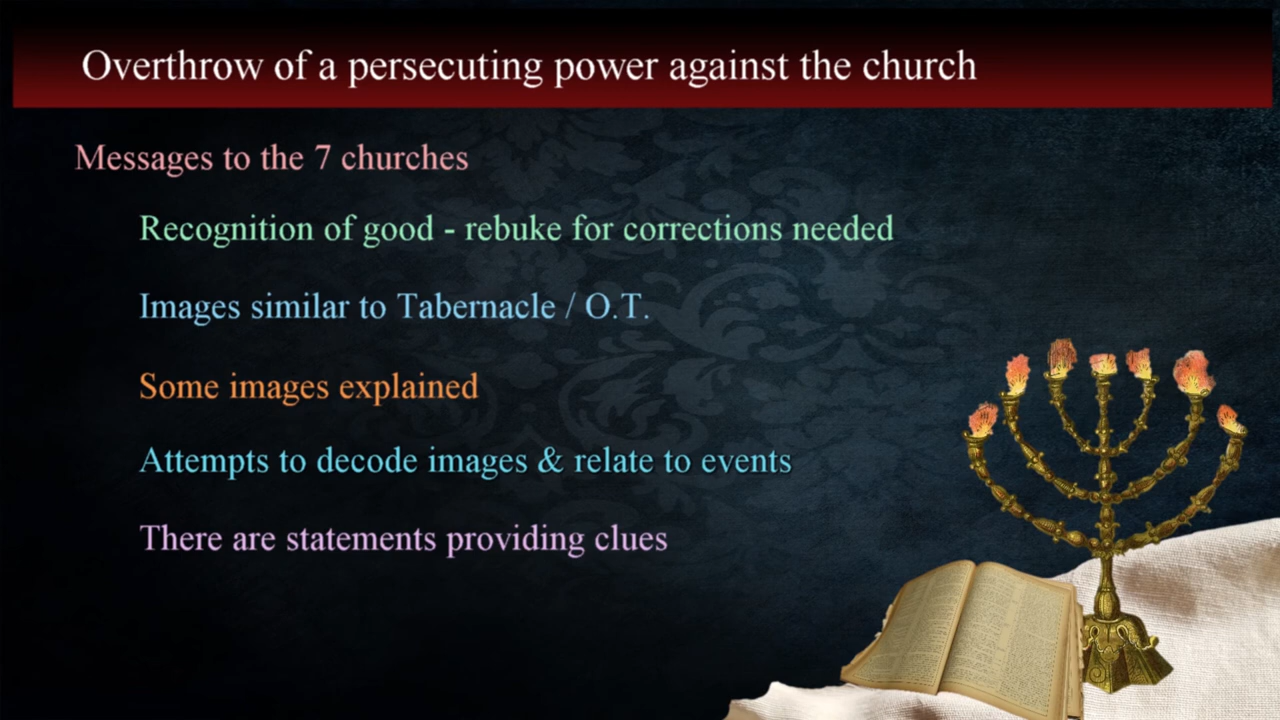 Overthrow of a persecuting power against the church
Messages to the 7 churches
Recognition of good - rebuke for corrections needed
Images similar to Tabernacle / O.T.
Some images explained
Attempts to decode images & relate to events
There are statements providing clues